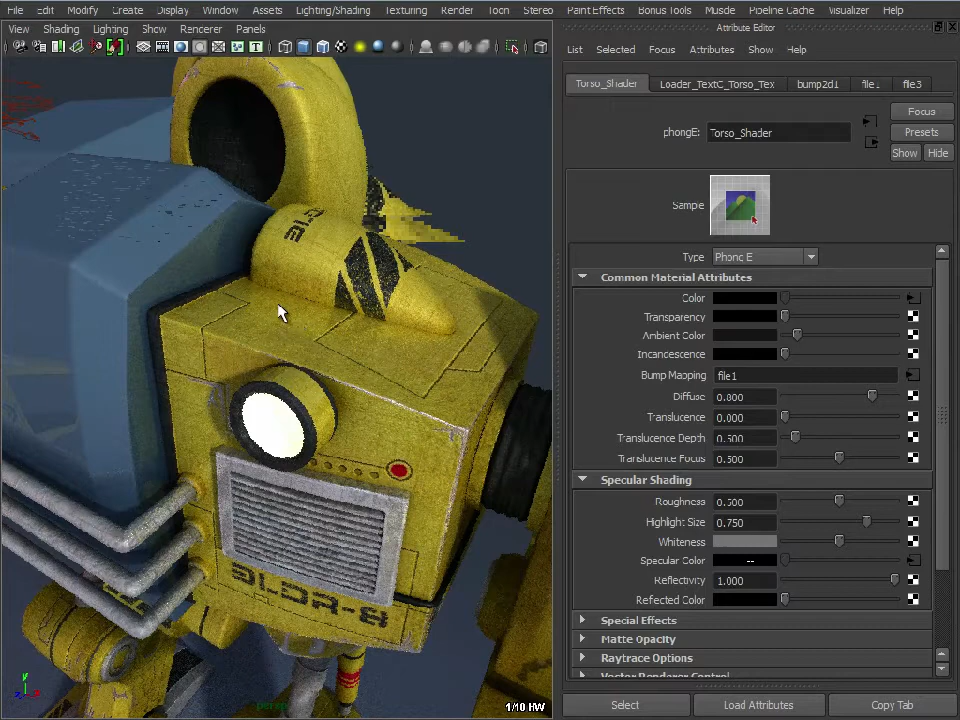 File Edit Modify Create Display Window Assets Lighting/Shading Texturing Render Toon Stereo Paint Effects Bonus Tools Muscle Pipeline Cache Visualizer Help
View Shading Lighting Show Renderer Panels
Attribute Editor
List Selected Focus Attributes Show Help
Torso_Shader Loader_TextC_Torso_Tex bump2d1 file1 file3
Focus
phongE: Torso_Shader
Presets
Show Hide
Sample
Type Phong E
Common Material Attributes
Color
Transparency
Ambient Color
Incandescence
Bump Mapping file1
Diffuse 0.800
Translucence 0.000
Translucence Depth 0.500
Translucence Focus 0.500
Specular Shading
Roughness 0.500
Highlight Size 0.750
Whiteness
Specular Color --
Reflectivity 1.000
Reflected Color
Special Effects
Matte Opacity
Raytrace Options
Vector Renderer Control
Select Load Attributes Copy Tab
BLDR-8
persp
1/10 HW
y